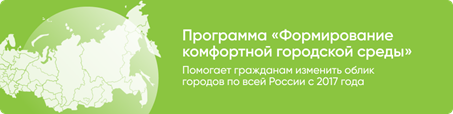 Программа «Формирование
комфортной городской среды»
Помогает гражданам изменить облик
городов по всей России с 2017 года